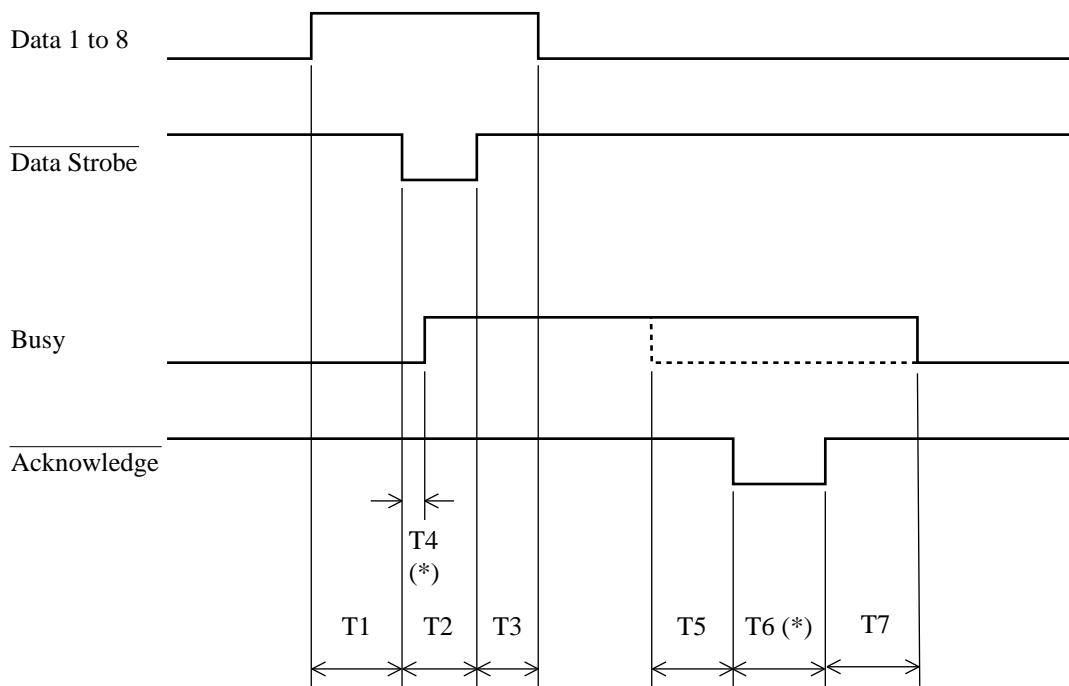 Data 1 to 8
Data Strobe
Busy
Acknowledge
T4
(*)
T1 T2 T3 T5 T6 (*) T7